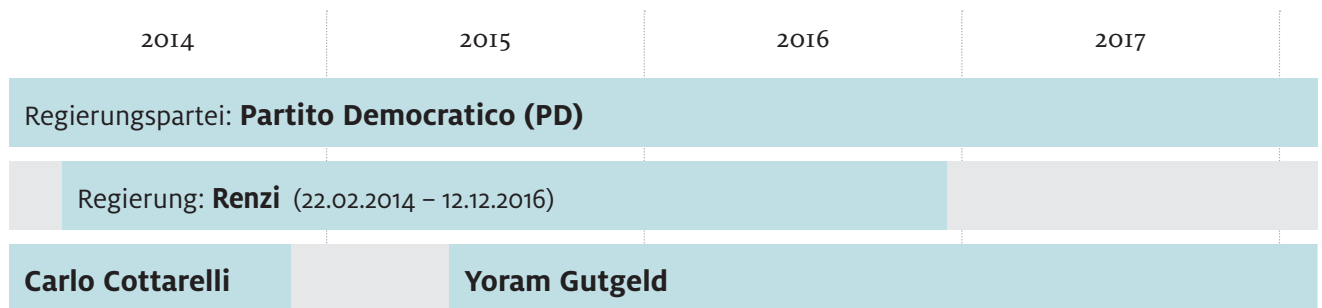 2014 2015 2016 2017
Regierungspartei: Partito Democratico (PD)
Regierung: Renzi (22.02.2014 – 12.12.2016)
Carlo Cottarelli Yoram Gutgeld